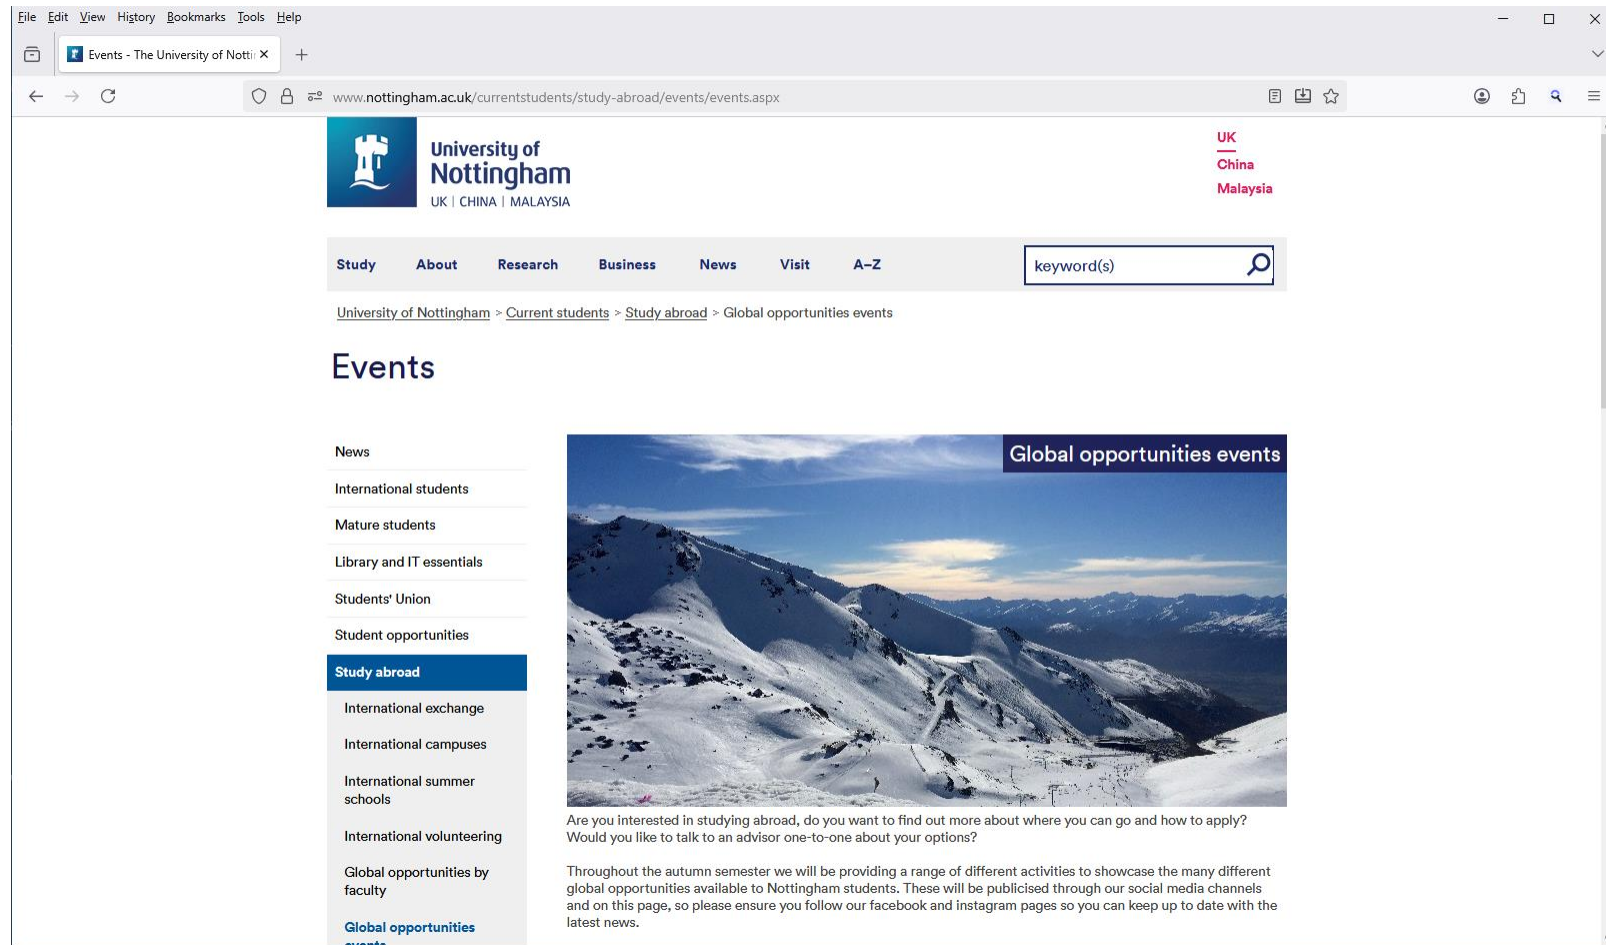 File Edit View History Bookmarks Tools Help
Events - The University of Notti
www.nottingham.ac.uk/currentstudents/study-abroad/events/events.aspx
University of
Nottingham
UK | CHINA | MALAYSIA
UK
China
Malaysia
Study About Research Business News Visit A–Z
keyword(s)
University of Nottingham > Current students > Study abroad > Global opportunities events
Events
News
International students
Mature students
Library and IT essentials
Students' Union
Student opportunities
Study abroad
International exchange
International campuses
International summer
schools
International volunteering
Global opportunities by
faculty
Global opportunities
events
Global opportunities events
Are you interested in studying abroad, do you want to find out more about where you can go and how to apply?
Would you like to talk to an advisor one-to-one about your options?
Throughout the autumn semester we will be providing a range of different activities to showcase the many different
global opportunities available to Nottingham students. These will be publicised through our social media channels
and on this page, so please ensure you follow our facebook and instagram pages so you can keep up to date with the
latest news.